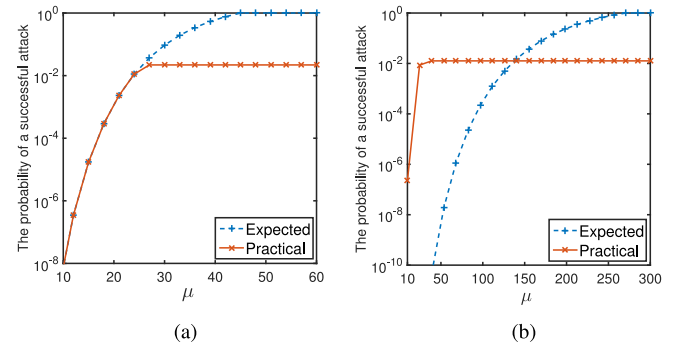 The probability of a successful attack
10^0
10^-2
10^-4
10^-6
10^-8
10 20 30 40 50 60
μ
Expected
Practical
(a)
The probability of a successful attack
10^0
10^-2
10^-4
10^-6
10^-8
10^-10
10 50 100 150 200 250 300
μ
Expected
Practical
(b)